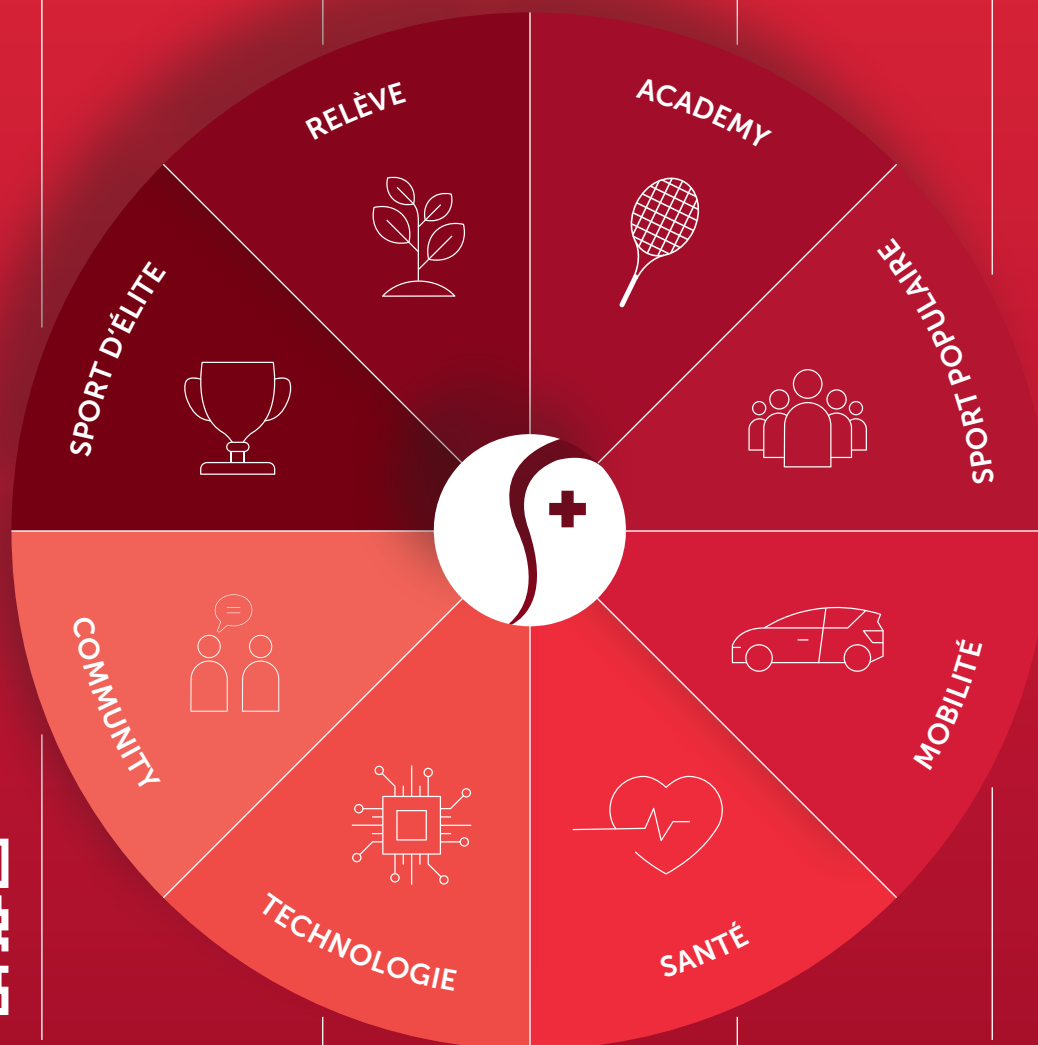 RELÈVE
ACADEMY
SPORT POPULAIRE
MOBILITÉ
SANTÉ
TECHNOLOGIE
COMMUNITY
SPORT D'ÉLITE